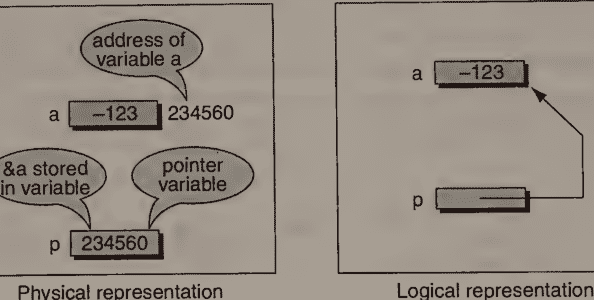 address of
variable a
a
–123
234560
&a stored
in variable
pointer
variable
p
234560
Physical representation
a
–123
p
Logical representation